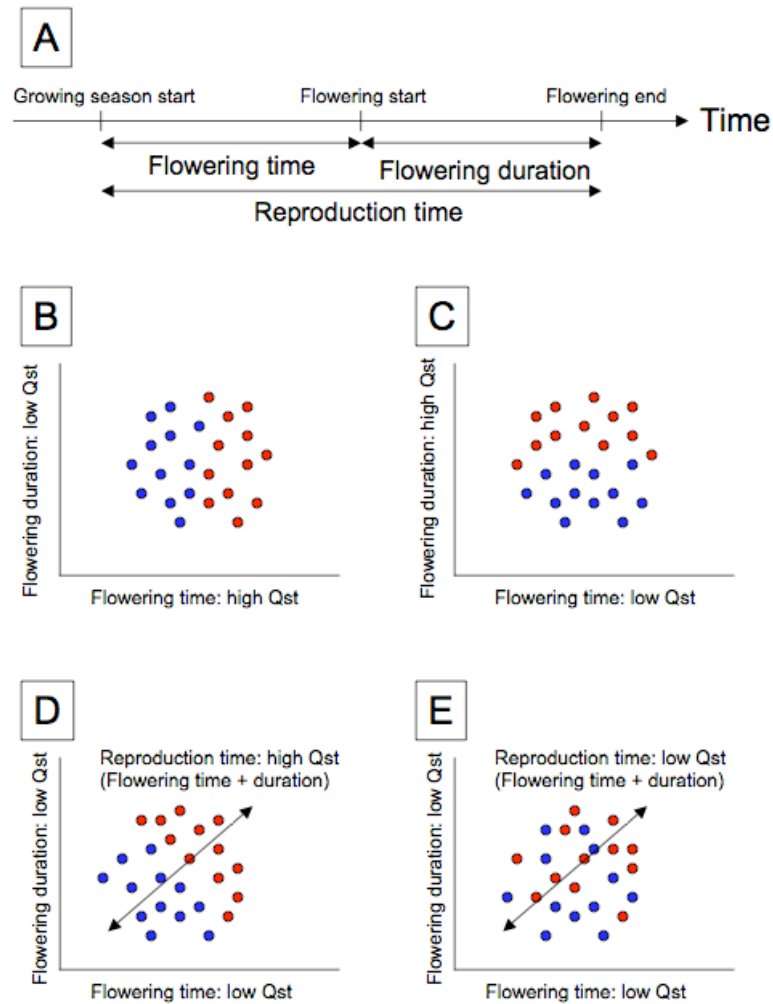 A
Growing season start
Flowering start
Flowering end
Time
Flowering time
Flowering duration
Reproduction time
B
Flowering duration: low Qst
Flowering time: high Qst
C
Flowering duration: high Qst
Flowering time: low Qst
D
Reproduction time: high Qst
(Flowering time + duration)
Flowering duration: low Qst
Flowering time: low Qst
E
Reproduction time: low Qst
(Flowering time + duration)
Flowering duration: low Qst
Flowering time: low Qst